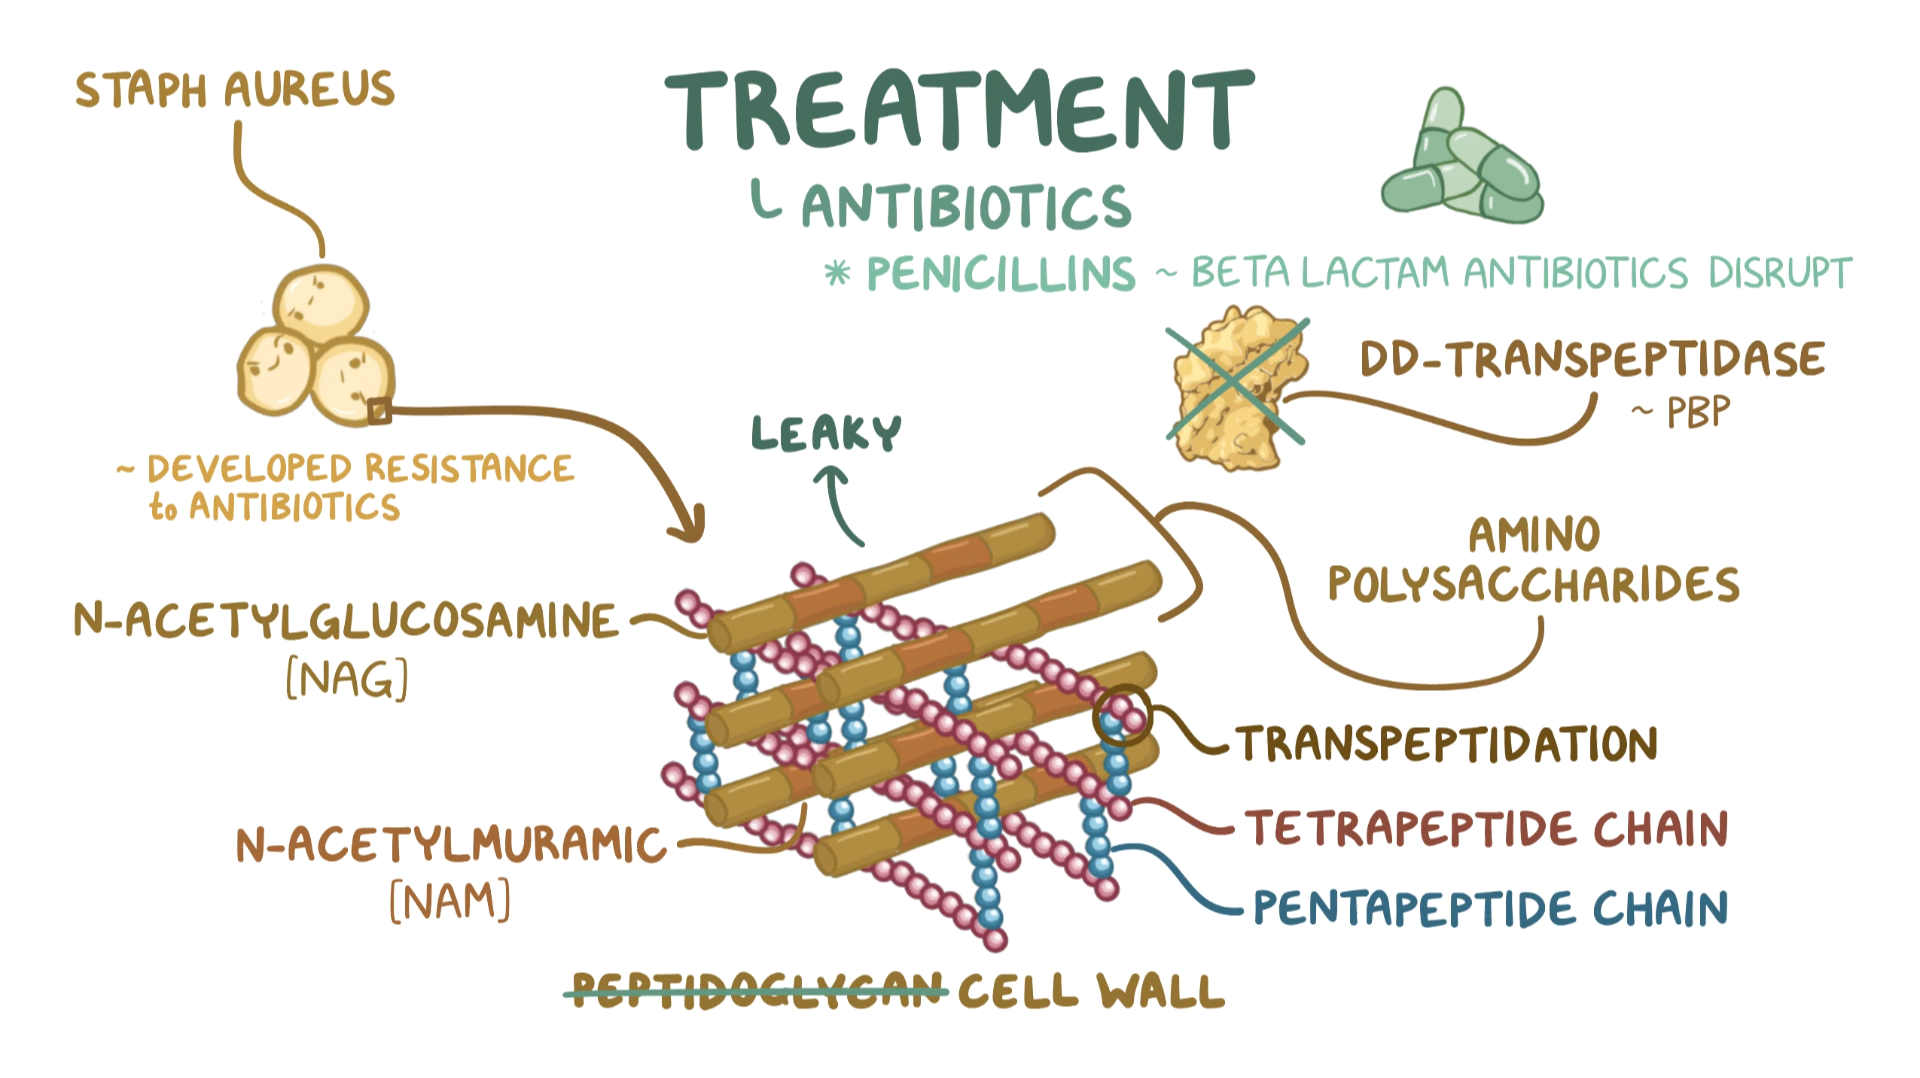 STAPH AUREUS
TREATMENT
ANTIBIOTICS
* PENICILLINS ~ BETA LACTAM ANTIBIOTICS DISRUPT
DD-TRANSPEPTIDASE
~ PBP
LEAKY
~ DEVELOPED RESISTANCE
to ANTIBIOTICS
AMINO
POLYSACCHARIDES
N-ACETYLGLUCOSAMINE
[NAG]
TRANSPEPTIDATION
TETRAPEPTIDE CHAIN
N-ACETYLMURAMIC
[NAM]
PENTAPEPTIDE CHAIN
PEPTIDOGLYCAN CELL WALL